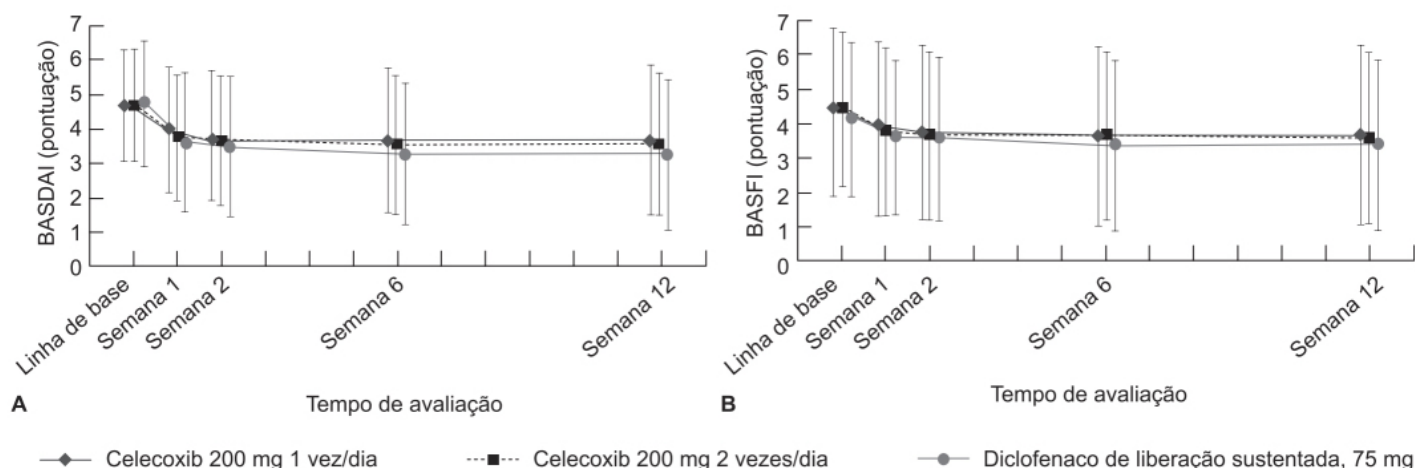 7
6
5
4
3
2
1
0
BASDAI (pontuação)
Linha de base
Semana 1
Semana 2
Semana 6
Semana 12
A
Tempo de avaliação
7
6
5
4
3
2
1
0
BASFI (pontuação)
Linha de base
Semana 1
Semana 2
Semana 6
Semana 12
B
Tempo de avaliação
Celecoxib 200 mg 1 vez/dia
Celecoxib 200 mg 2 vezes/dia
Diclofenaco de liberação sustentada, 75 mg